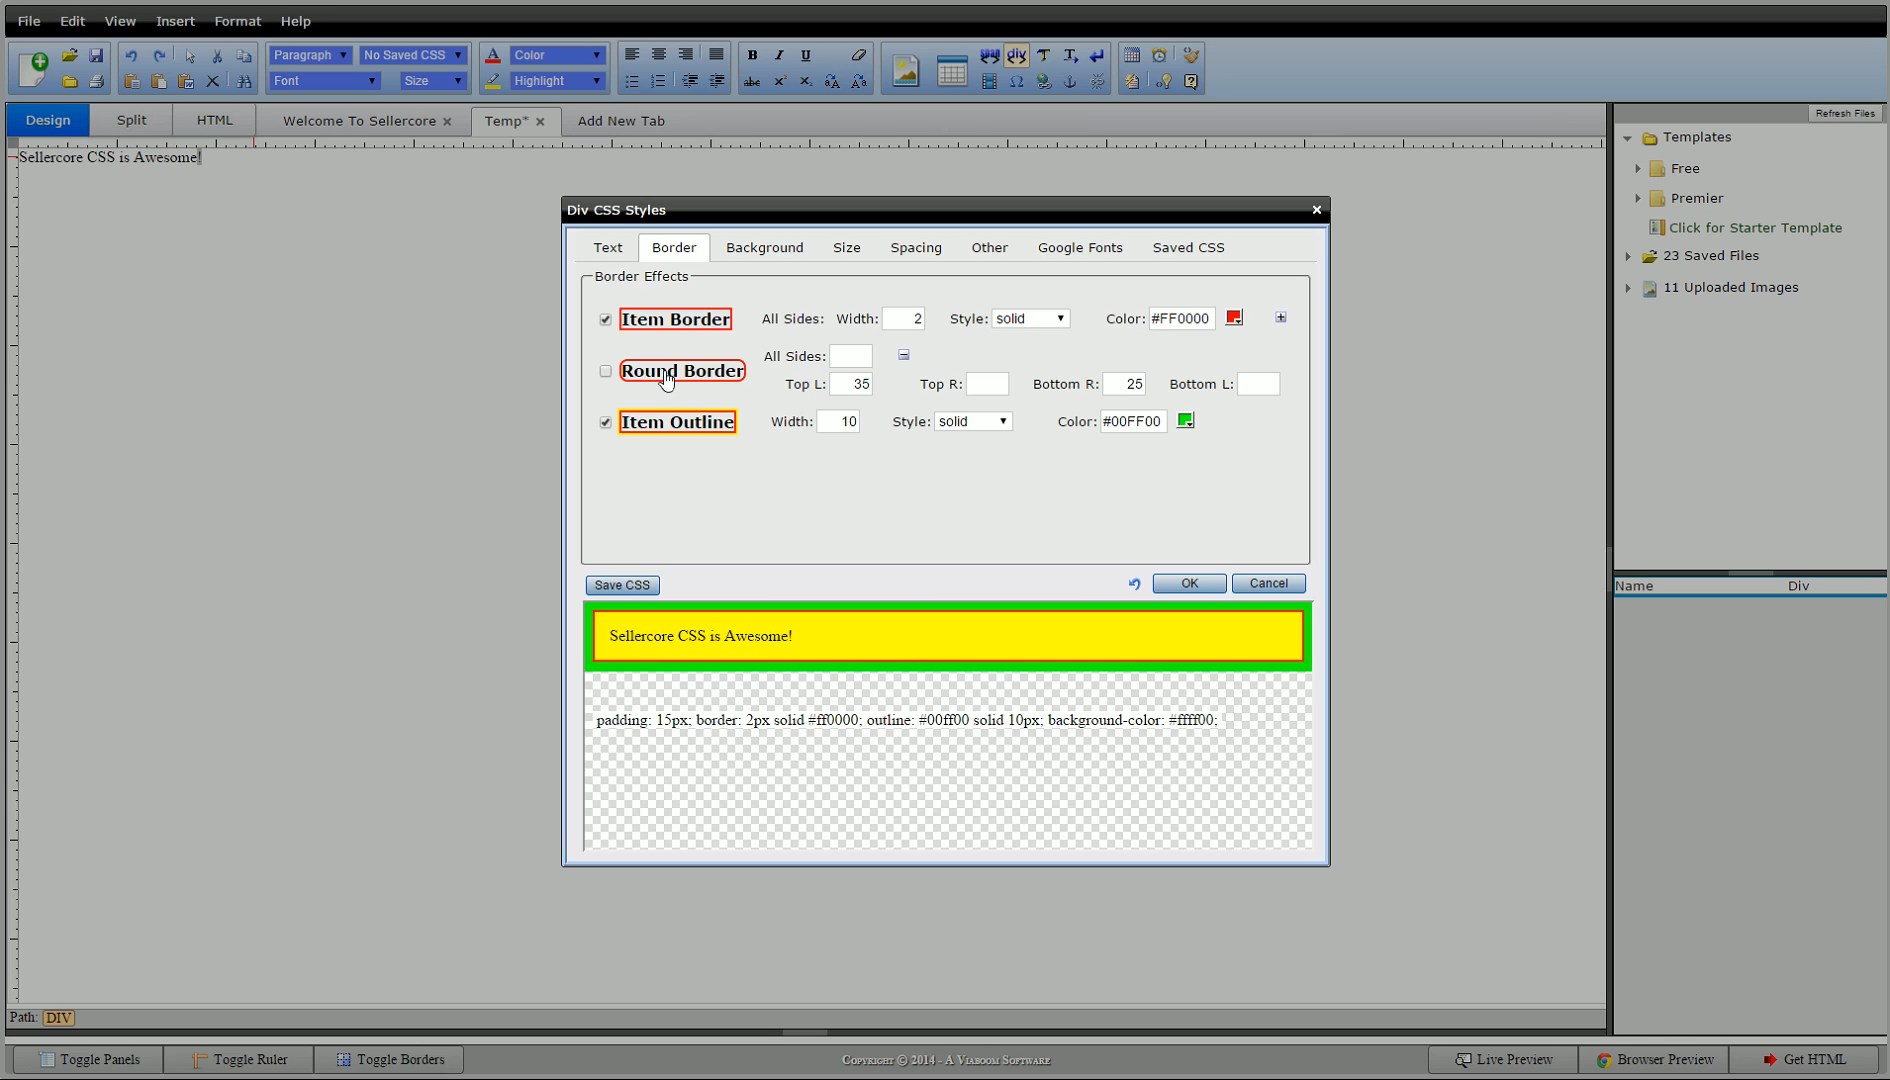 File Edit View Insert Format Help
Paragraph No Saved CSS Color B I U
Font Size Highlight abc
Design Split HTML Welcome To Sellercore Temp* Add New Tab
Refresh Files
Sellercore CSS is Awesome!
Templates
Free
Premier
Click for Starter Template
23 Saved Files
11 Uploaded Images
Name Div
Div CSS Styles
Text Border Background Size Spacing Other Google Fonts Saved CSS
Border Effects
Item Border All Sides: Width: 2 Style: solid Color: #FF0000
All Sides:
Round Border
Top L: 35 Top R: Bottom R: 25 Bottom L:
Item Outline Width: 10 Style: solid Color: #00FF00
Save CSS OK Cancel
Sellercore CSS is Awesome!
padding: 15px; border: 2px solid #ff0000; outline: #00ff00 solid 10px; background-color: #ffff00;
Path: DIV
Toggle Panels Toggle Ruler Toggle Borders Copyright © 2014 - A Viaboom Software Live Preview Browser Preview Get HTML